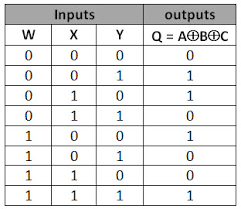 Inputs outputs
W X Y Q = A⊕B⊕C
0 0 0 0
0 0 1 1
0 1 0 1
0 1 1 0
1 0 0 1
1 0 1 0
1 1 0 0
1 1 1 1